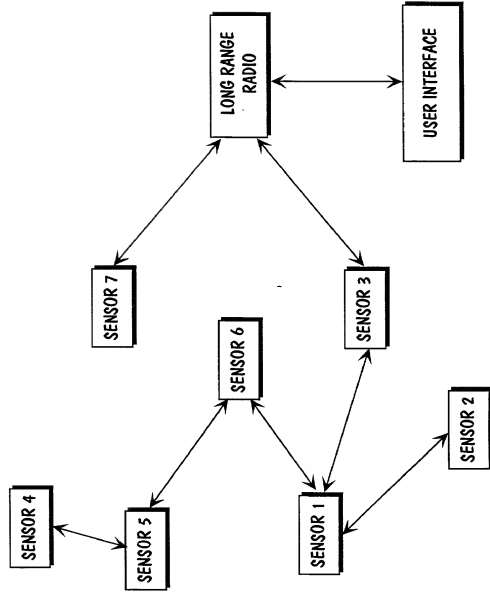 SENSOR 4
SENSOR 5
SENSOR 7
SENSOR 6
SENSOR 1
SENSOR 3
SENSOR 2
LONG RANGE
RADIO
USER INTERFACE